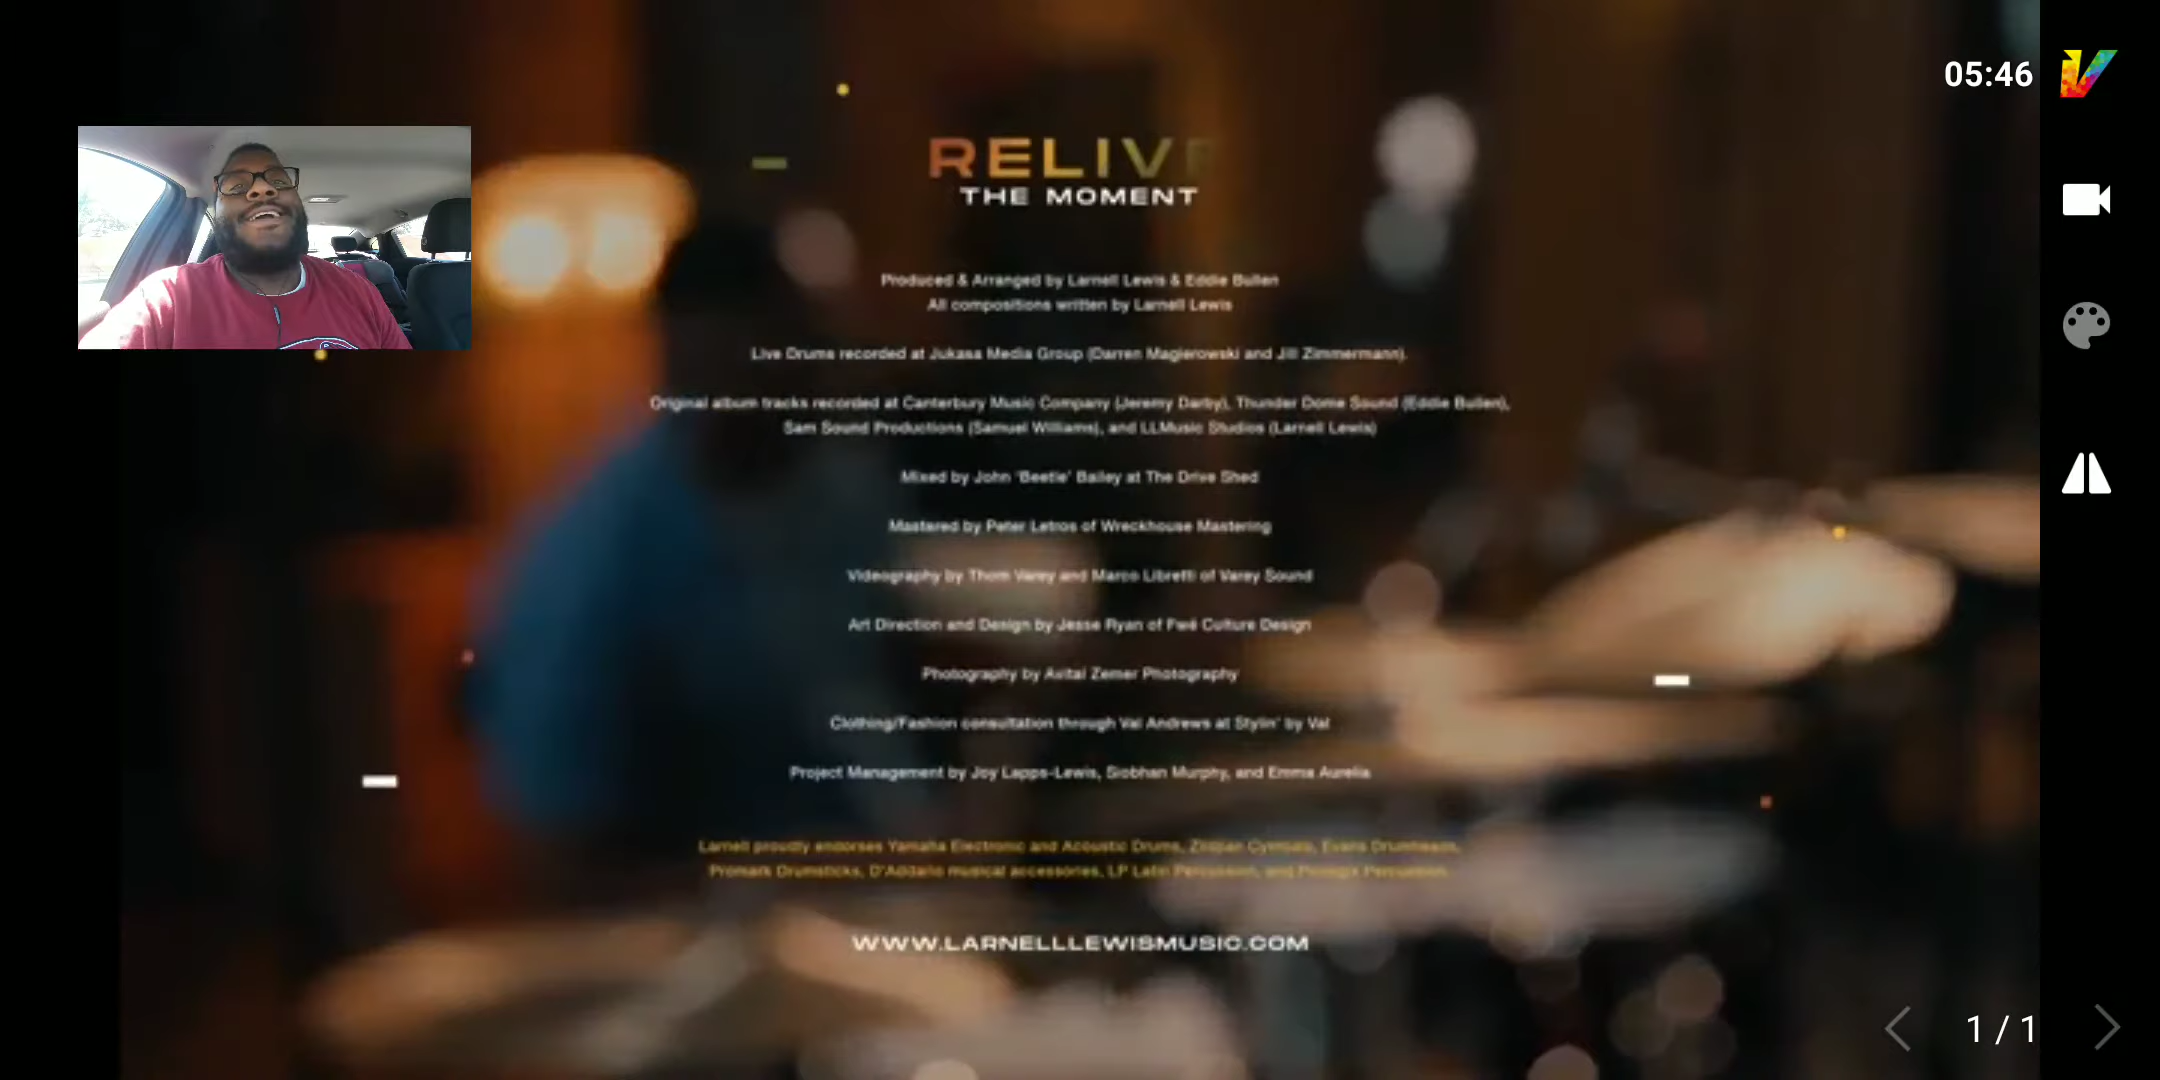 05:46
RELIVE
THE MOMENT
Produced & Arranged by Larnell Lewis & Eddie Bullen
All compositions written by Larnell Lewis
Live Drums recorded at Jukasa Media Group (Darren Magierowski and Jill Zimmermann).
Original album tracks recorded at Canterbury Music Company (Jeremy Darby), Thunder Dome Sound (Eddie Bullen),
Sam Sound Productions (Samuel Williams), and LLMusic Studios (Larnell Lewis)
Mixed by John 'Beetle' Bailey at The Drive Shed
Mastered by Peter Letros of Wreckhouse Mastering
Videography by Thom Varey and Marco Libretti of Varey Sound
Art Direction and Design by Jesse Ryan of Fwé Culture Design
Photography by Avital Zemer Photography
Clothing/Fashion consultation through Val Andrews at Stylin' by Val
Project Management by Joy Lapps-Lewis, Siobhan Murphy, and Emma Aurelia
Larnell proudly endorses Yamaha Electronic and Acoustic Drums, Zildjian Cymbals, Evans Drumheads,
Promark Drumsticks, D'Addario musical accessories, LP Latin Percussion, and Percussion.
WWW.LARNELLLEWISMUSIC.COM
1 / 1